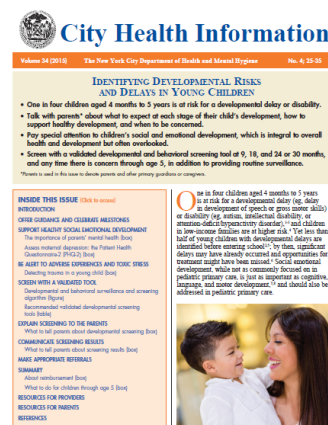 City Health Information
Volume 34 (2015) The New York City Department of Health and Mental Hygiene No. 4; 25-35
IDENTIFYING DEVELOPMENTAL RISKS
AND DELAYS IN YOUNG CHILDREN
• One in four children aged 4 months to 5 years is at risk for a developmental delay or disability.
• Talk with parents* about what to expect at each stage of their child's development, how to
support healthy development, and when to be concerned.
• Pay special attention to children's social and emotional development, which is integral to overall
health and development but often overlooked.
• Screen with a validated developmental and behavioral screening tool at 9, 18, and 24 or 30 months,
and any time there is concern through age 5, in addition to providing routine surveillance.
*Parents is used in this issue to denote parents and other primary guardians or caregivers.
INSIDE THIS ISSUE (Click to access)
INTRODUCTION
OFFER GUIDANCE AND CELEBRATE MILESTONES
SUPPORT HEALTHY SOCIAL EMOTIONAL DEVELOPMENT
The importance of parents' mental health (box)
Assess maternal depression: the Patient Health
Questionnaire-2 (PHQ-2) (box)
BE ALERT TO ADVERSE EXPERIENCES AND TOXIC STRESS
Detecting trauma in a young child (box)
SCREEN WITH A VALIDATED TOOL
Developmental and behavioral surveillance and screening
algorithm (figure)
Recommended validated developmental screening
tools (table)
EXPLAIN SCREENING TO THE PARENTS
What to tell parents about developmental screening (box)
COMMUNICATE SCREENING RESULTS
What to tell parents about screening results (box)
MAKE APPROPRIATE REFERRALS
SUMMARY
About reimbursement (box)
What to do for children through age 5 (box)
RESOURCES FOR PROVIDERS
RESOURCES FOR PARENTS
REFERENCES
One in four children aged 4 months to 5 years
is at risk for a developmental delay (eg, delay
in development of speech or gross motor skills)
or disability (eg, autism, intellectual disability, or
attention-deficit/hyperactivity disorder), and children
in low-income families are at higher risk. Yet less than
half of young children with developmental delays are
identified before entering school, by then, significant
delays may have already occurred and opportunities for
treatment might have been missed. Social emotional
development, while not as commonly focused on in
pediatric primary care, is just as important as cognitive,
language, and motor development, and should also be
addressed in pediatric primary care.